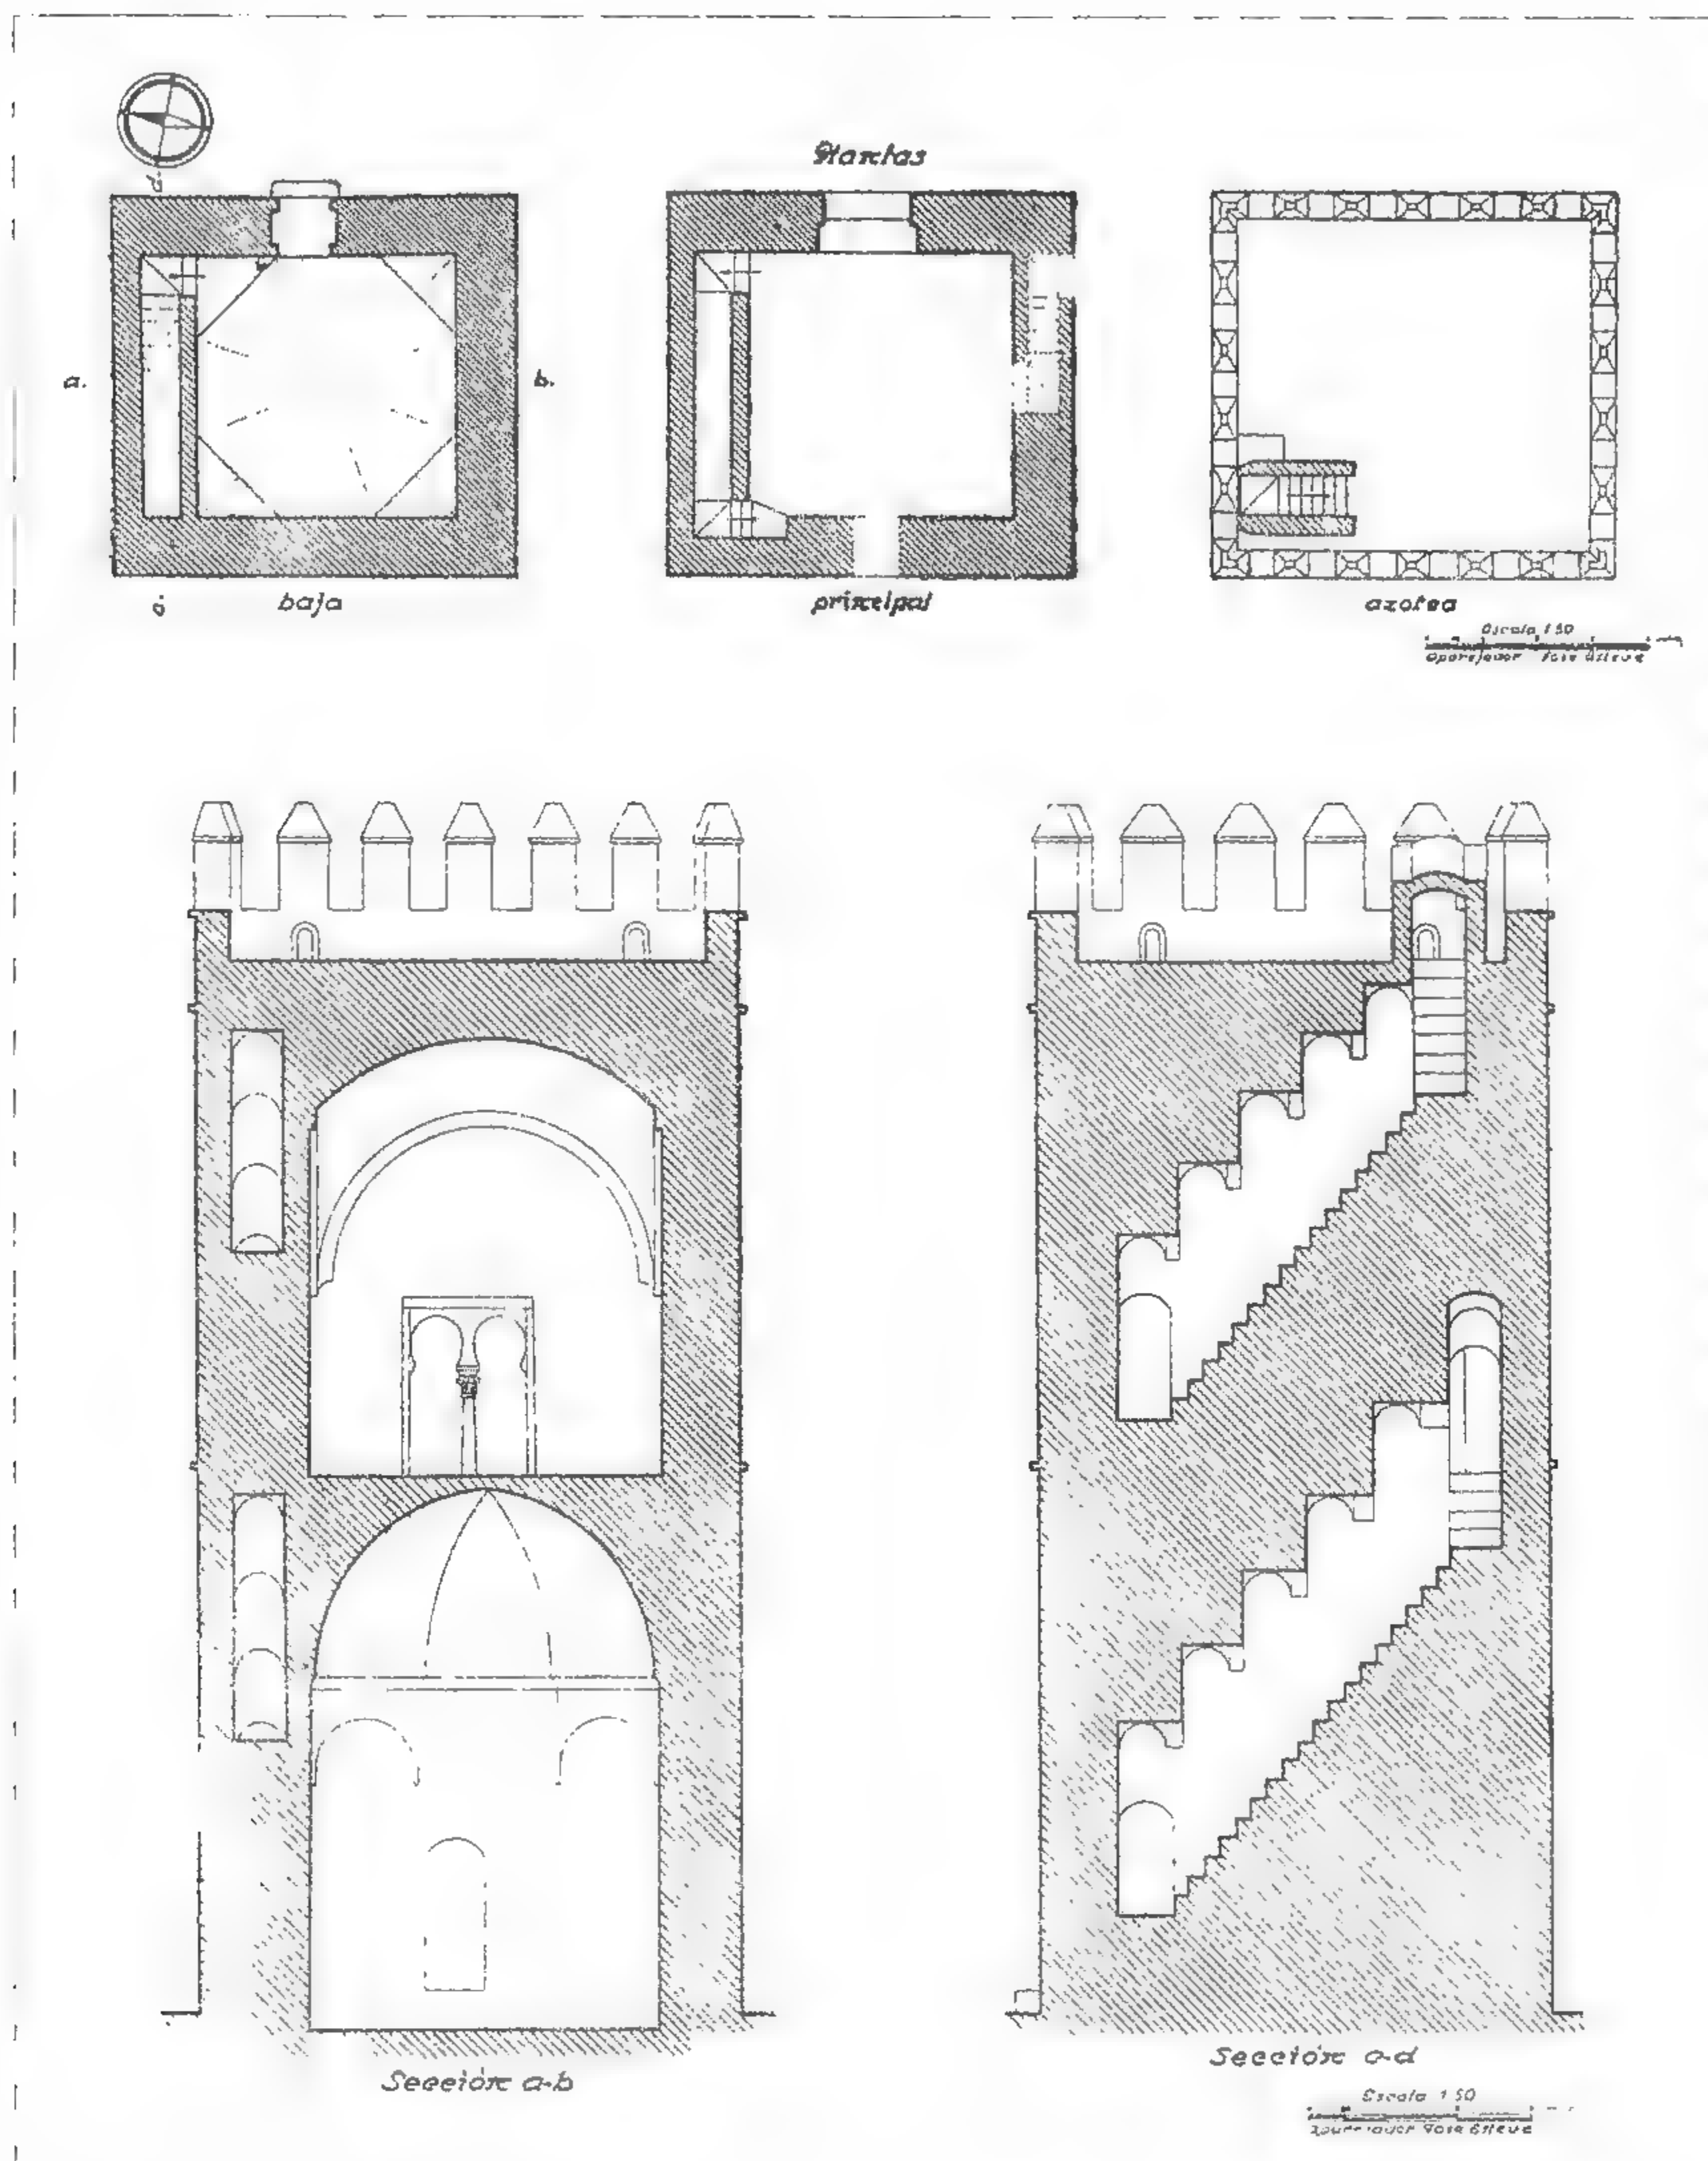 d.
Plantas
a.
b.
c.
baja
principal
azotea
Escala 1:50
Aparejador José Esteve
Sección a-b
Sección c-d
Escala 1:50
Aparejador José Esteve